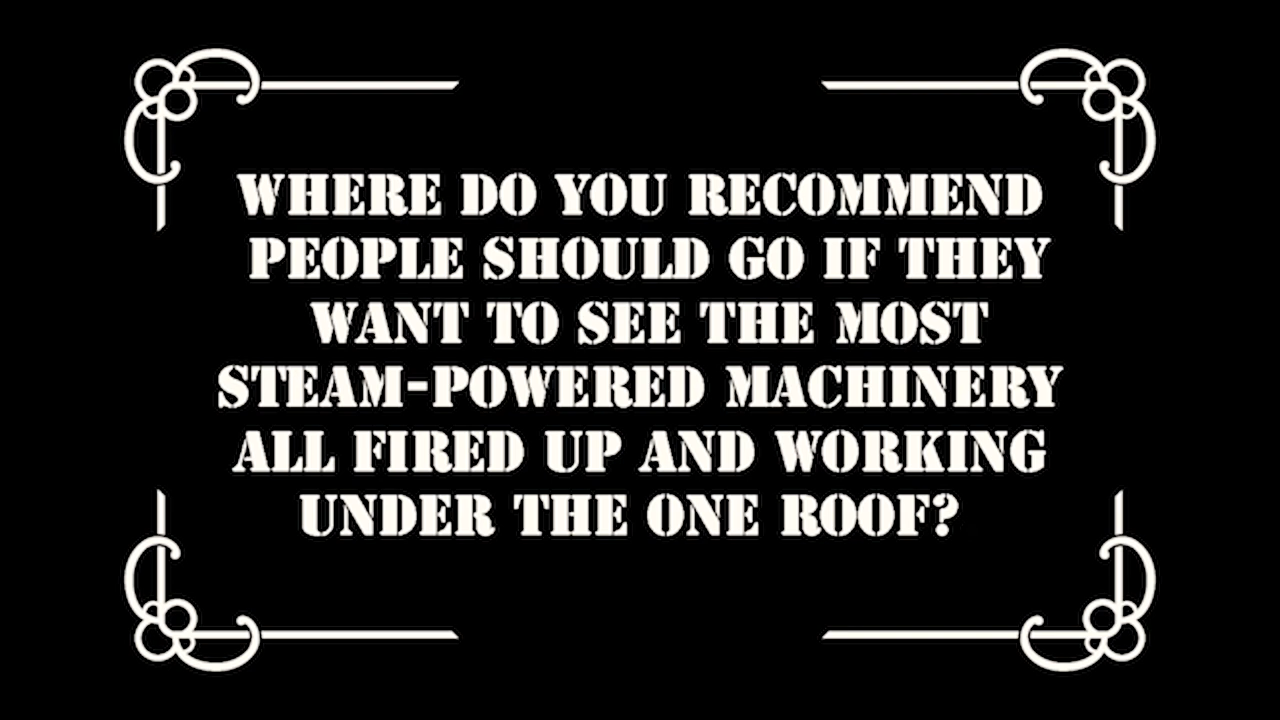 WHERE DO YOU RECOMMEND
PEOPLE SHOULD GO IF THEY
WANT TO SEE THE MOST
STEAM-POWERED MACHINERY
ALL FIRED UP AND WORKING
UNDER THE ONE ROOF?